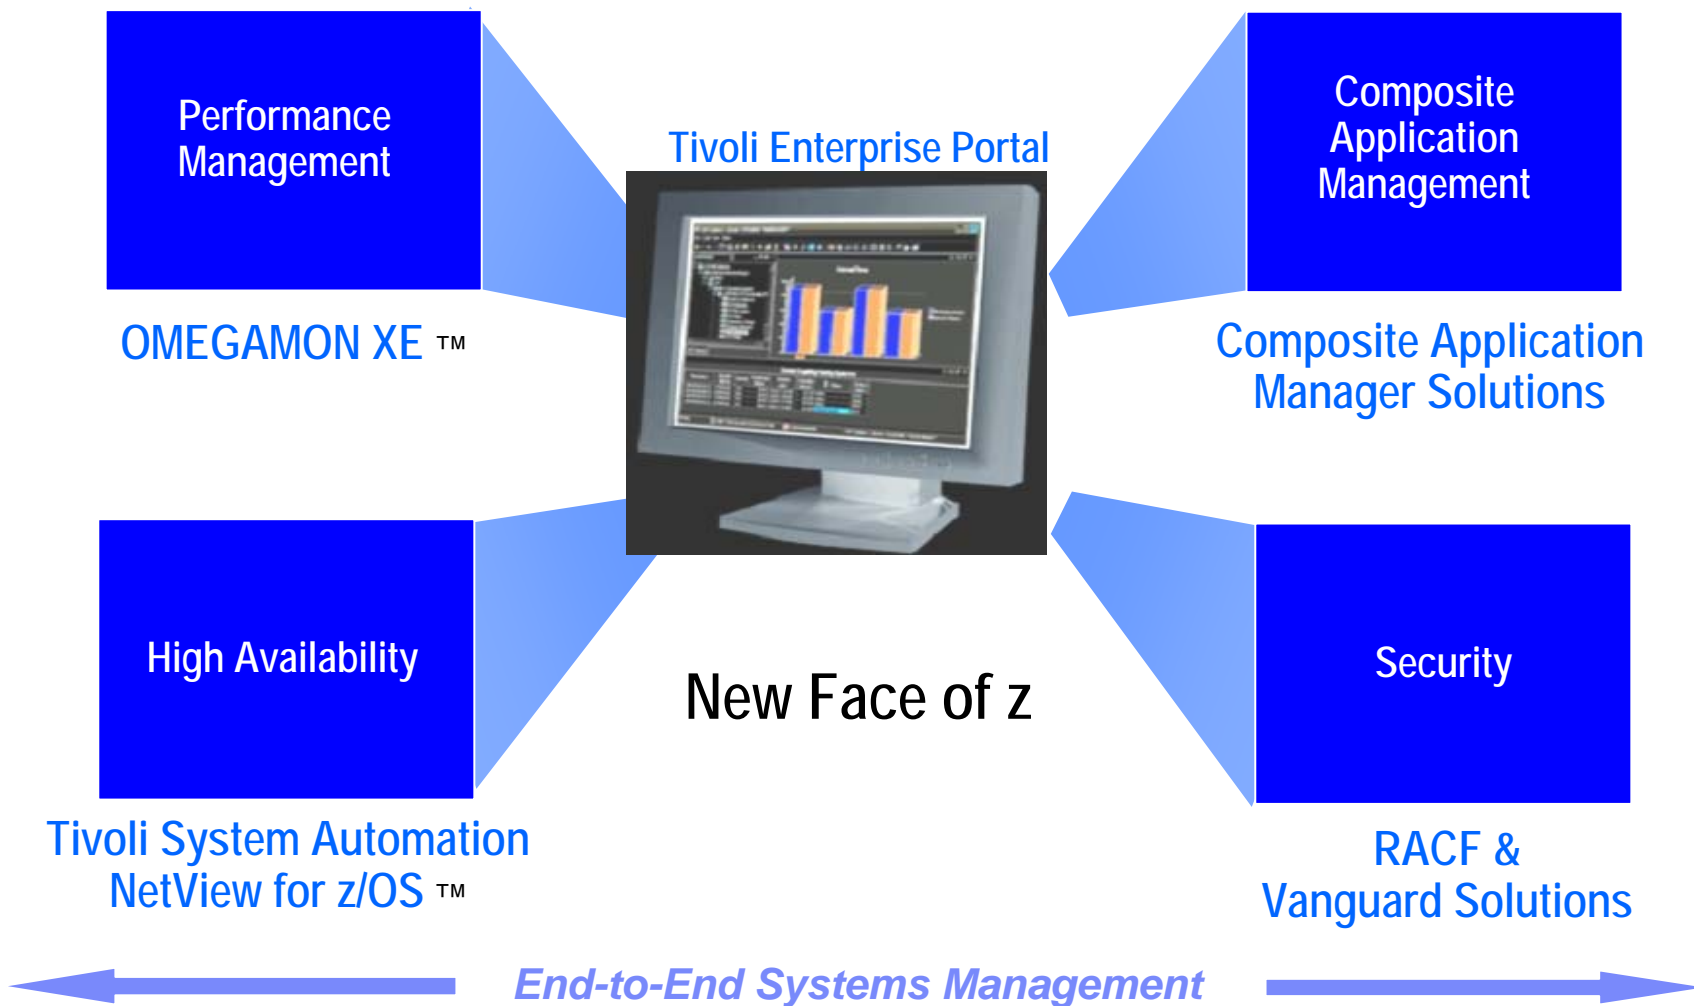 Performance
Management
OMEGAMON XE ™
Tivoli Enterprise Portal
Composite
Application
Management
Composite Application
Manager Solutions
High Availability
Tivoli System Automation
NetView for z/OS ™
New Face of z
Security
RACF &
Vanguard Solutions
End-to-End Systems Management